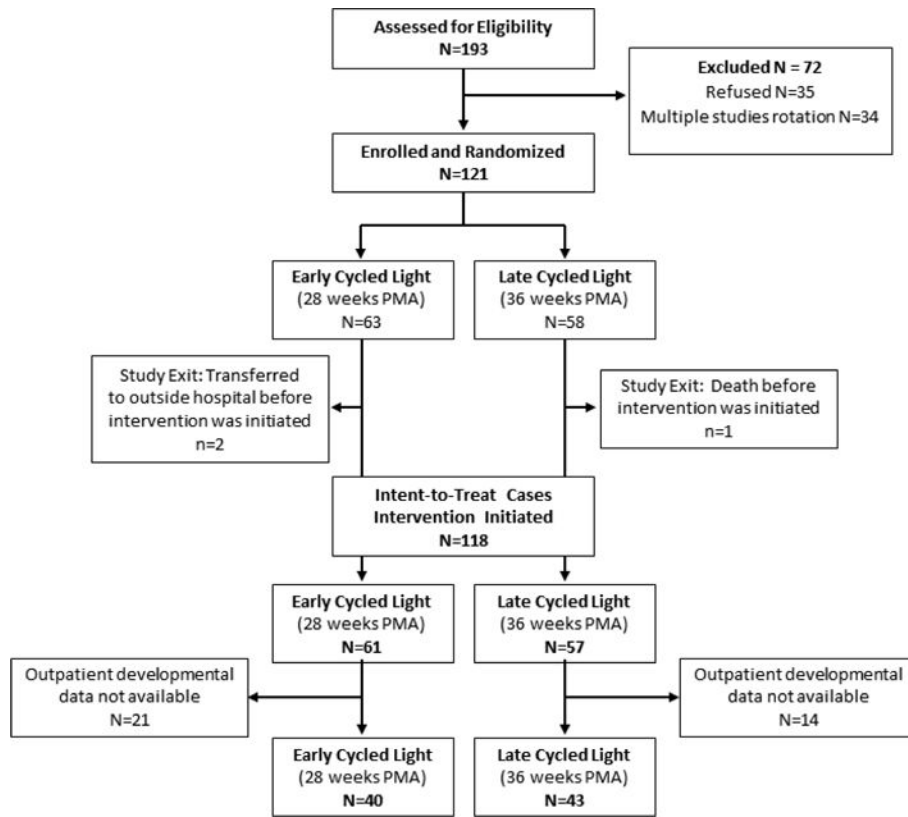 Assessed for Eligibility
N=193
Excluded N = 72
Refused N=35
Multiple studies rotation N=34
Enrolled and Randomized
N=121
Early Cycled Light
(28 weeks PMA)
N=63
Late Cycled Light
(36 weeks PMA)
N=58
Study Exit: Transferred
to outside hospital before
intervention was initiated
n=2
Study Exit: Death before
intervention was initiated
n=1
Intent-to-Treat Cases
Intervention Initiated
N=118
Early Cycled Light
(28 weeks PMA)
N=61
Late Cycled Light
(36 weeks PMA)
N=57
Outpatient developmental
data not available
N=21
Outpatient developmental
data not available
N=14
Early Cycled Light
(28 weeks PMA)
N=40
Late Cycled Light
(36 weeks PMA)
N=43